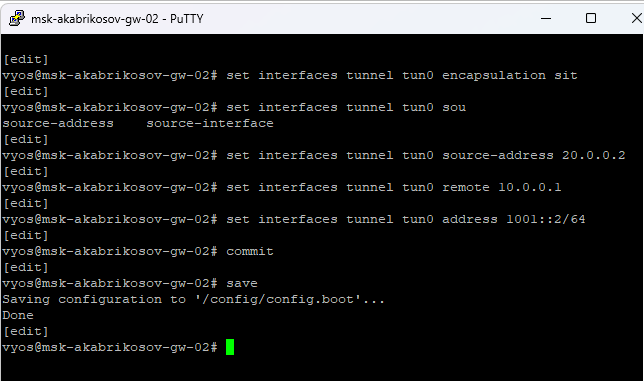 msk-akabrikosov-gw-02 - PuTTY
[edit]
vyos@msk-akabrikosov-gw-02# set interfaces tunnel tun0 encapsulation sit
[edit]
vyos@msk-akabrikosov-gw-02# set interfaces tunnel tun0 sou
source-address    source-interface
[edit]
vyos@msk-akabrikosov-gw-02# set interfaces tunnel tun0 source-address 20.0.0.2
[edit]
vyos@msk-akabrikosov-gw-02# set interfaces tunnel tun0 remote 10.0.0.1
[edit]
vyos@msk-akabrikosov-gw-02# set interfaces tunnel tun0 address 1001::2/64
[edit]
vyos@msk-akabrikosov-gw-02# commit
[edit]
vyos@msk-akabrikosov-gw-02# save
Saving configuration to '/config/config.boot'...
Done
[edit]
vyos@msk-akabrikosov-gw-02#